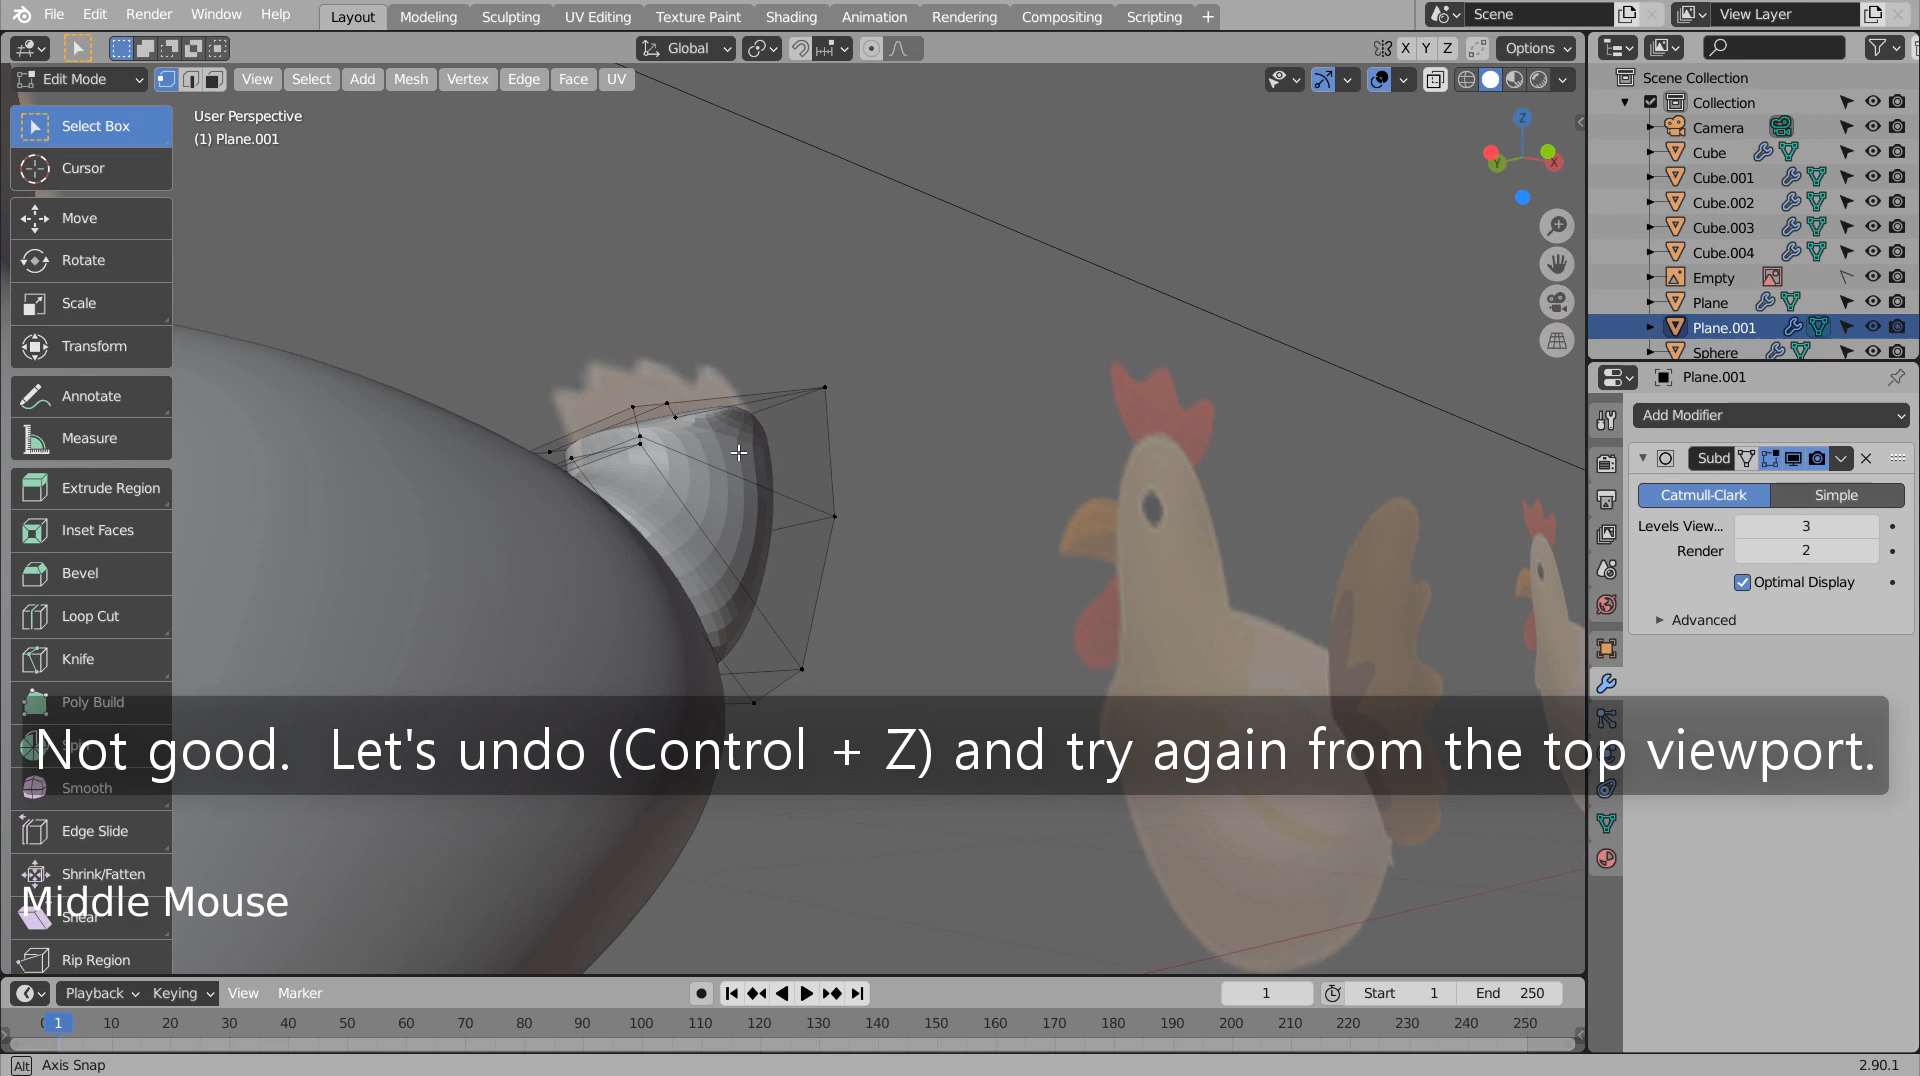 File Edit Render Window Help Layout Modeling Sculpting UV Editing Texture Paint Shading Animation Rendering Compositing Scripting + Scene View Layer
Global X Y Z Options
Edit Mode View Select Add Mesh Vertex Edge Face UV
User Perspective
(1) Plane.001
Select Box
Cursor
Move
Rotate
Scale
Transform
Annotate
Measure
Extrude Region
Inset Faces
Bevel
Loop Cut
Knife
Poly Build
Smooth
Edge Slide
Shrink/Fatten
Shear
Rip Region
Z
Y
X
Not good. Let's undo (Control + Z) and try again from the top viewport.
Middle Mouse
Scene Collection
Collection
Camera
Cube
Cube.001
Cube.002
Cube.003
Cube.004
Empty
Plane
Plane.001
Sphere
Plane.001
Add Modifier
Subd
Catmull-Clark Simple
Levels View... 3
Render 2
Optimal Display
Advanced
Playback Keying View Marker 1 Start 1 End 250
1 10 20 30 40 50 60 70 80 90 100 110 120 130 140 150 160 170 180 190 200 210 220 230 240 250
Alt Axis Snap 2.90.1